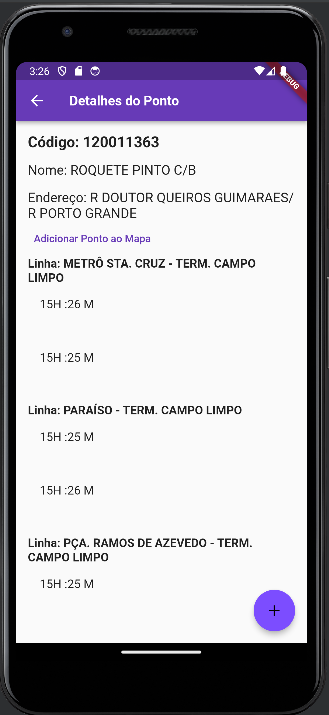 3:26
DEBUG
Detalhes do Ponto
Código: 120011363
Nome: ROQUETE PINTO C/B
Endereço: R DOUTOR QUEIROS GUIMARAES/
R PORTO GRANDE
Adicionar Ponto ao Mapa
Linha: METRÔ STA. CRUZ - TERM. CAMPO
LIMPO
15H :26 M
15H :25 M
Linha: PARAÍSO - TERM. CAMPO LIMPO
15H :25 M
15H :26 M
Linha: PÇA. RAMOS DE AZEVEDO - TERM.
CAMPO LIMPO
15H :25 M